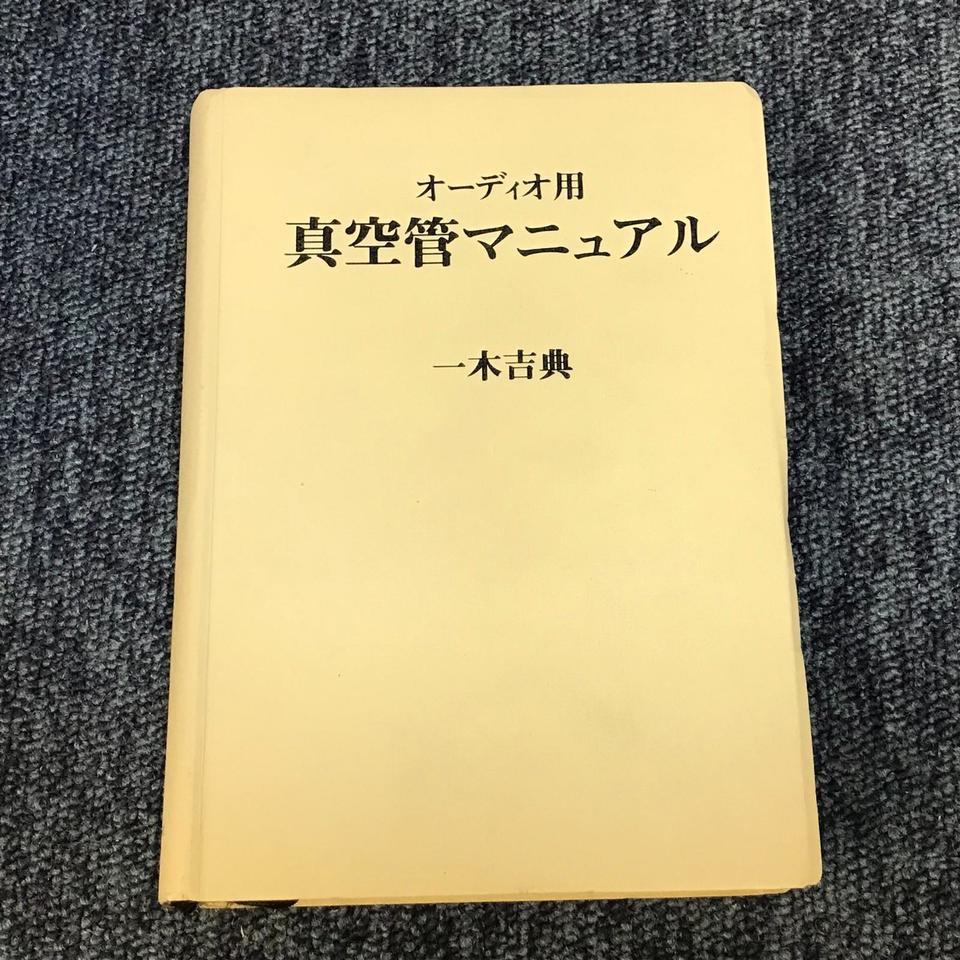 オーディオ用
真空管マニュアル
一木吉典